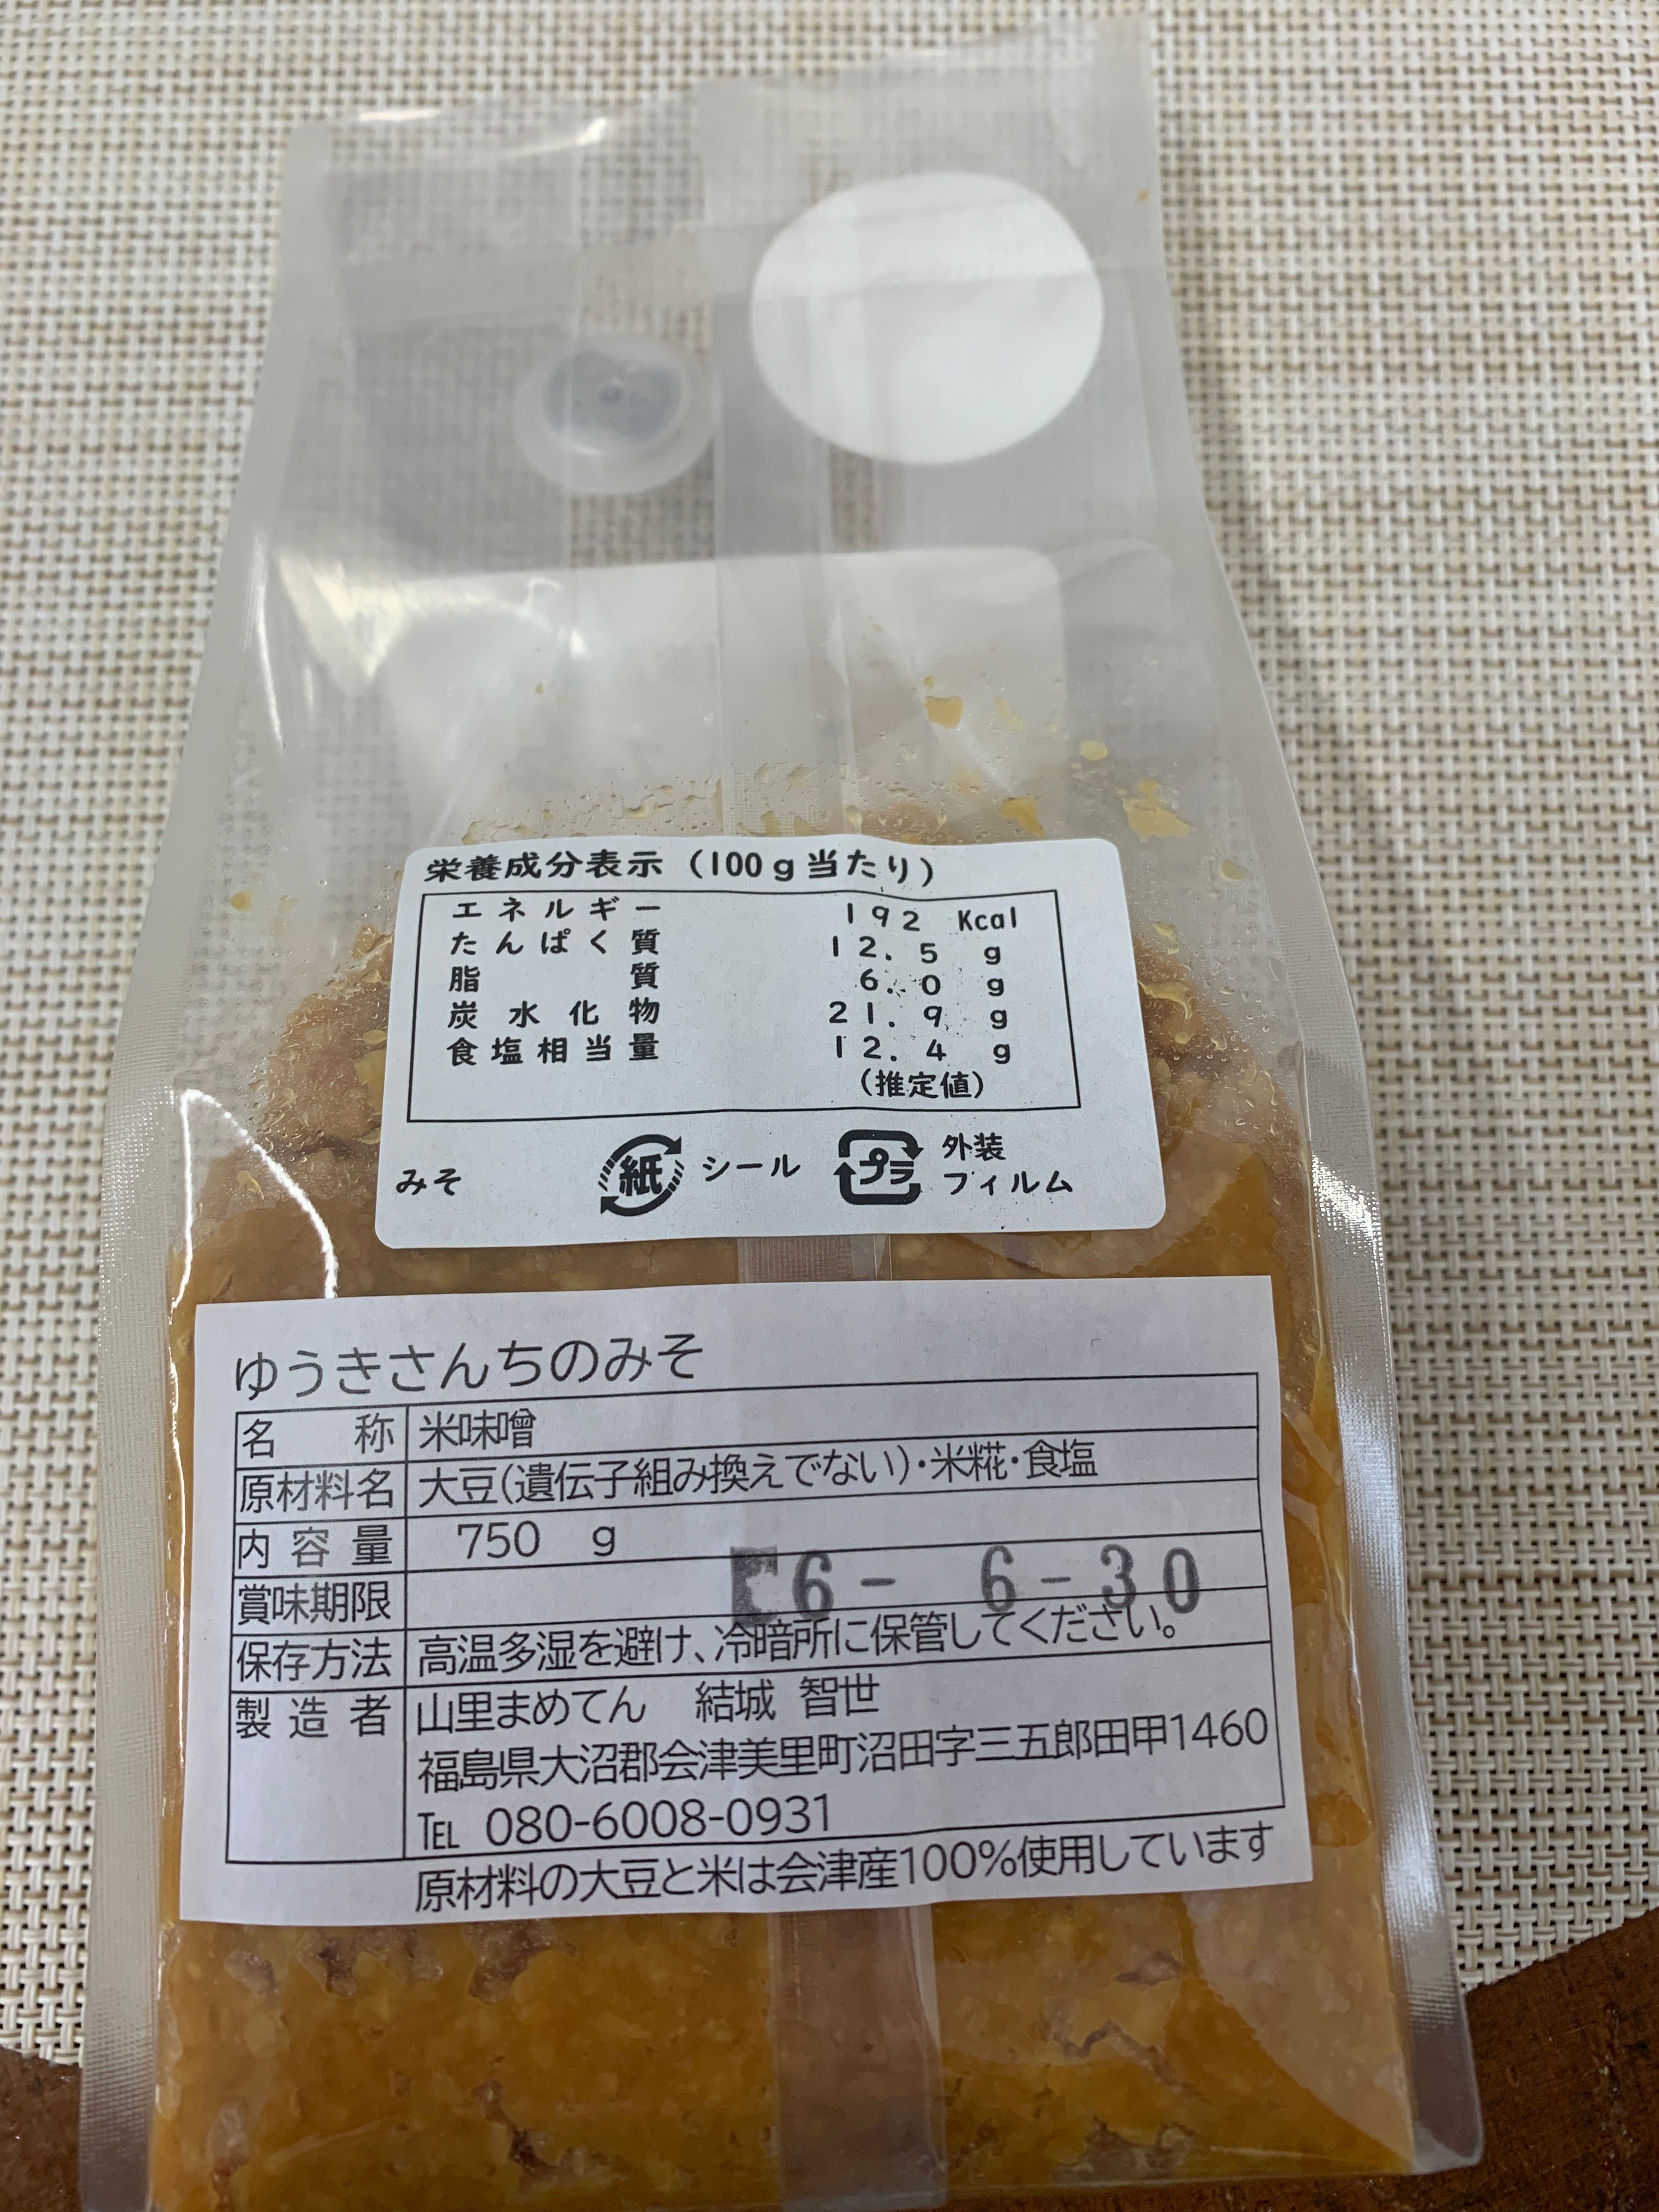 栄養成分表示（100g当たり）
エネルギー 192 Kcal
たんぱく質 12.5 g
脂質 6.0 g
炭水化物 21.9 g
食塩相当量 12.4 g
（推定値）
みそ 紙 シール プラ 外装
フィルム
ゆうきさんちのみそ
名称 米味噌
原材料名 大豆(遺伝子組み換えでない)・米糀・食塩
内容量 750 g
賞味期限 6- 6-30
保存方法 高温多湿を避け、冷暗所に保管してください。
製造者 山里まめてん 結城 智世
福島県大沼郡会津美里町沼田字三五郎田甲1460
TEL 080-6008-0931
原材料の大豆と米は会津産100%使用しています